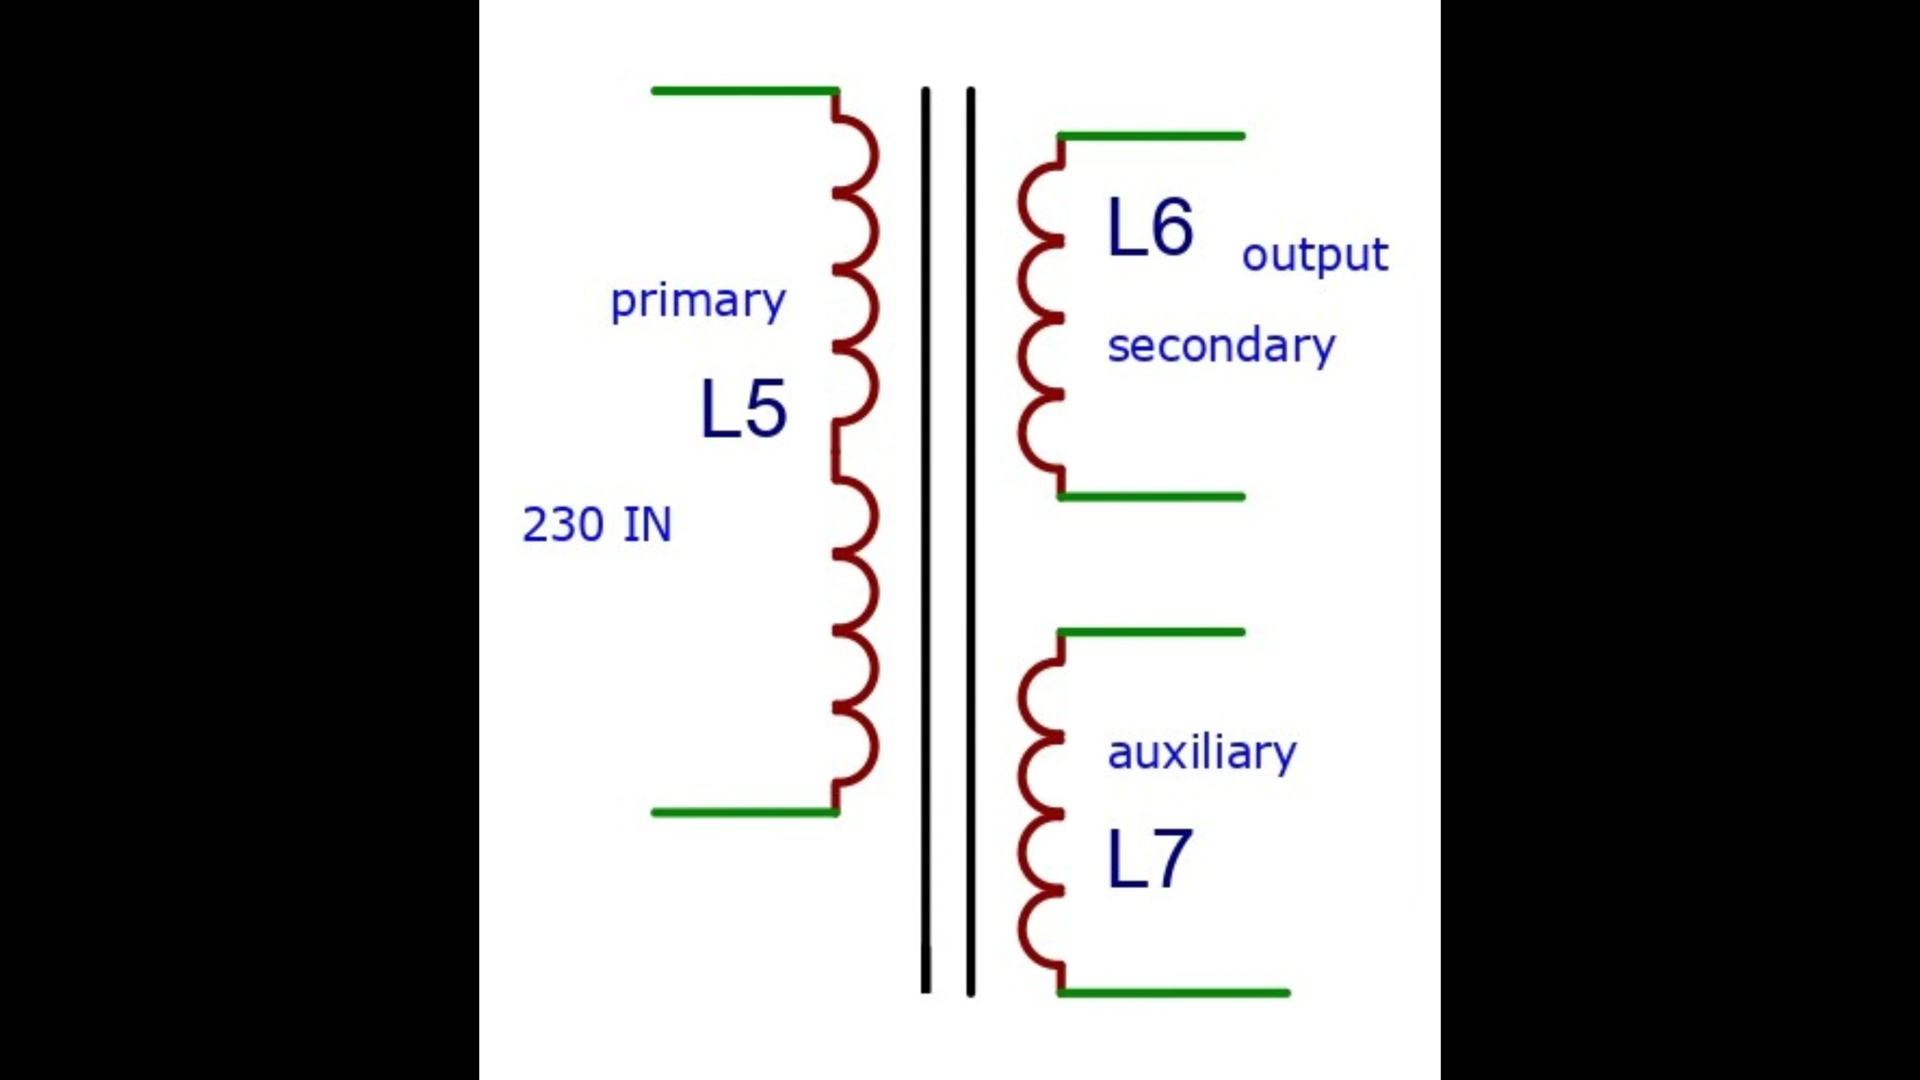 primary
L5
230 IN
L6
output
secondary
auxiliary
L7